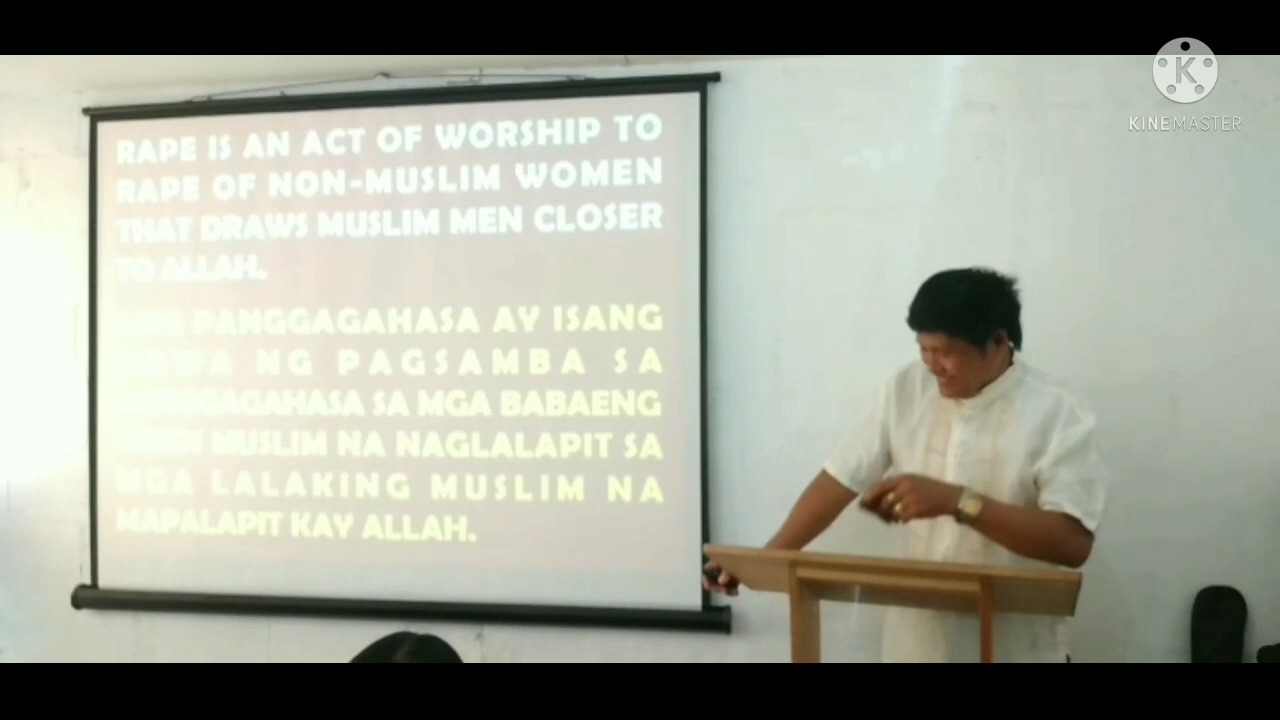 RAPE IS AN ACT OF WORSHIP TO
RAPE OF NON-MUSLIM WOMEN
THAT DRAWS MUSLIM MEN CLOSER
TO ALLAH.
PANGGAGAHASA AY ISANG
NG PAGSAMBA SA
SA MGA BABAENG
MUSLIM NA NAGLALAPIT SA
MGA LALAKING MUSLIM NA
MAPALAPIT KAY ALLAH.
K
KINEMASTER